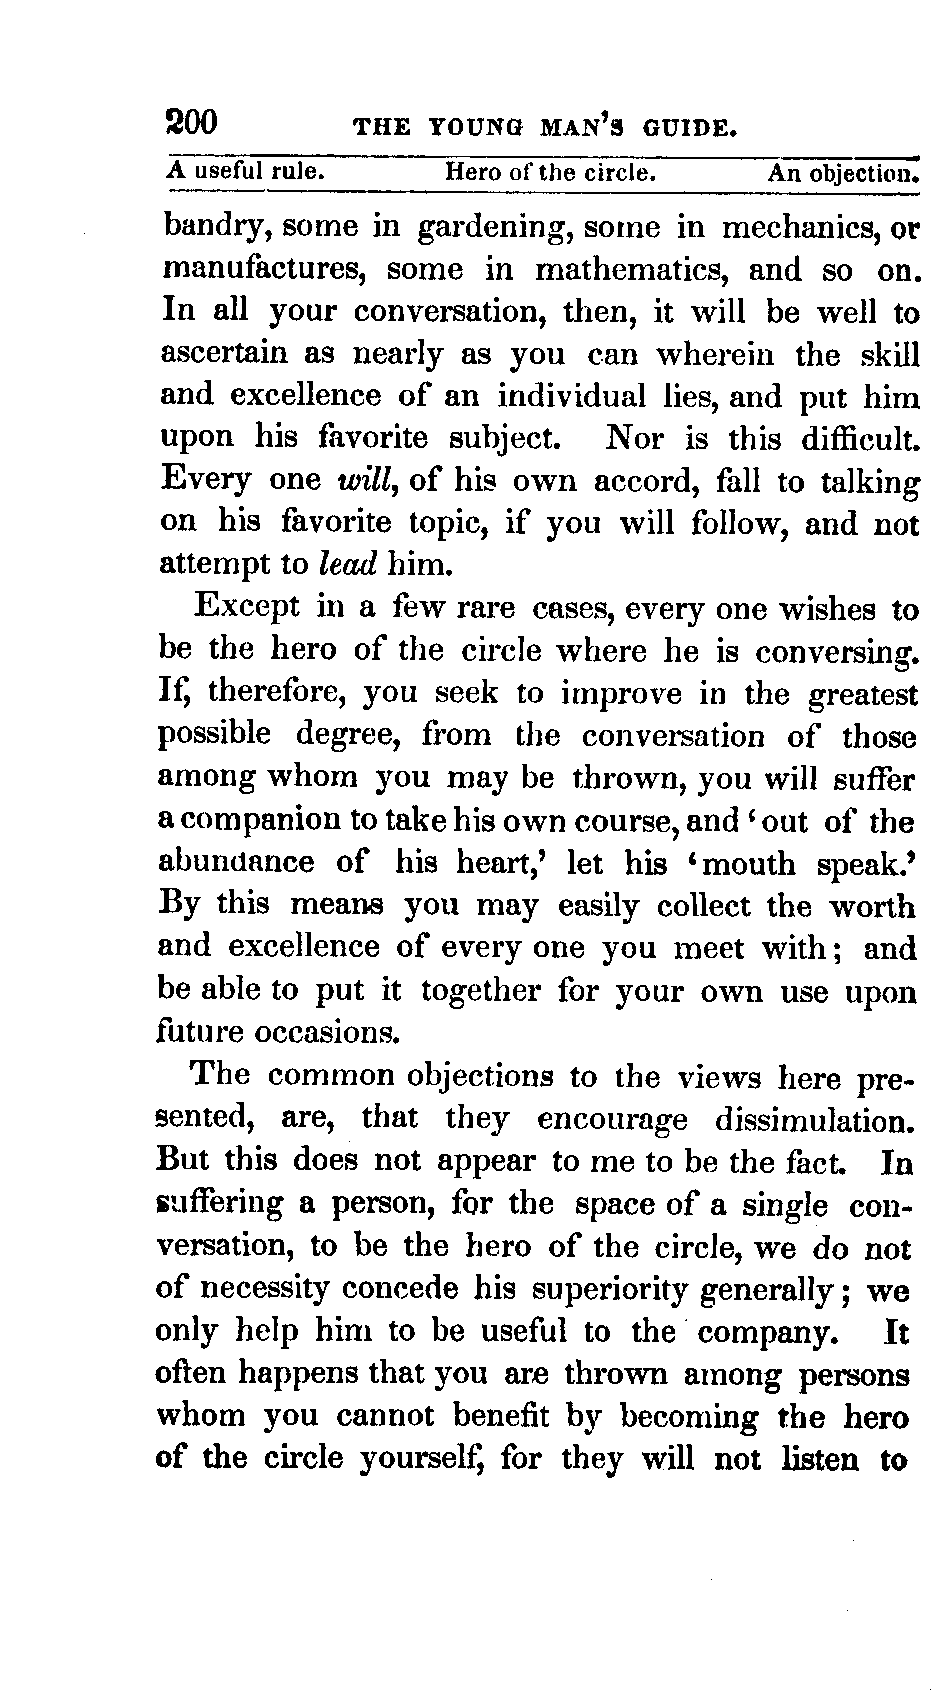 200 THE YOUNG MAN'S GUIDE.
A useful rule. Hero of the circle. An objection.
bandry, some in gardening, some in mechanics, or
manufactures, some in mathematics, and so on.
In all your conversation, then, it will be well to
ascertain as nearly as you can wherein the skill
and excellence of an individual lies, and put him
upon his favorite subject. Nor is this difficult.
Every one will, of his own accord, fall to talking
on his favorite topic, if you will follow, and not
attempt to lead him.
Except in a few rare cases, every one wishes to
be the hero of the circle where he is conversing.
If, therefore, you seek to improve in the greatest
possible degree, from the conversation of those
among whom you may be thrown, you will suffer
a companion to take his own course, and 'out of the
abundance of his heart,' let his 'mouth speak.'
By this means you may easily collect the worth
and excellence of every one you meet with; and
be able to put it together for your own use upon
future occasions.
The common objections to the views here pre-
sented, are, that they encourage dissimulation.
But this does not appear to me to be the fact. In
suffering a person, for the space of a single con-
versation, to be the hero of the circle, we do not
of necessity concede his superiority generally; we
only help him to be useful to the company. It
often happens that you are thrown among persons
whom you cannot benefit by becoming the hero
of the circle yourself, for they will not listen to